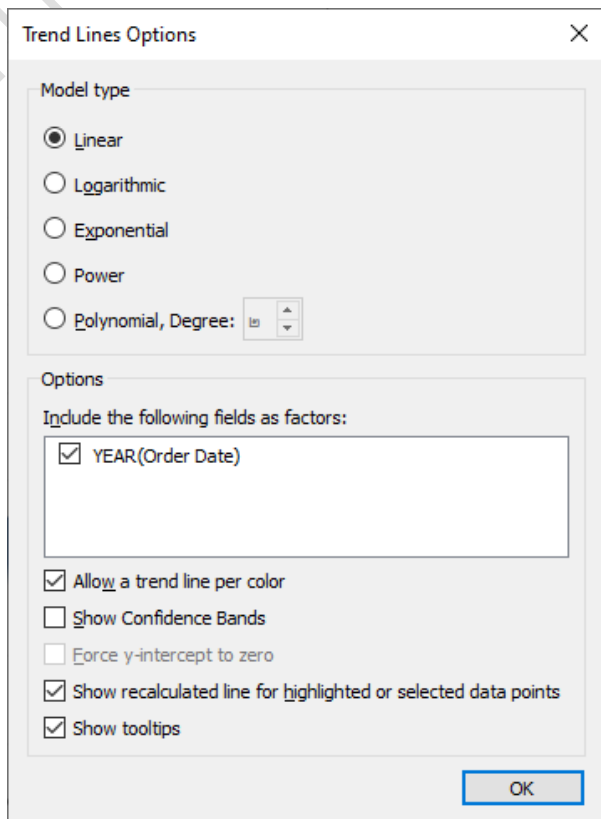 Trend Lines Options
Model type
Linear
Logarithmic
Exponential
Power
Polynomial, Degree:
Options
Include the following fields as factors:
YEAR(Order Date)
Allow a trend line per color
Show Confidence Bands
Force y-intercept to zero
Show recalculated line for highlighted or selected data points
Show tooltips
OK